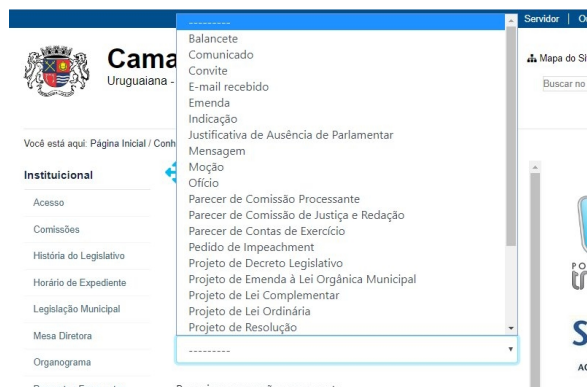 Servidor |
Cama
Uruguaiana -
Mapa do
Buscar no
Você está aqui: Página Inicial /
Instituicional
Acesso
Comissões
História do Legislativo
Horário de Expediente
Legislação Municipal
Mesa Diretora
Organograma
---------
Balancete
Comunicado
Convite
E-mail recebido
Emenda
Indicação
Justificativa de Ausência de Parlamentar
Mensagem
Moção
Ofício
Parecer de Comissão Processante
Parecer de Comissão de Justiça e Redação
Parecer de Contas de Exercício
Pedido de Impeachment
Projeto de Decreto Legislativo
Projeto de Emenda à Lei Orgânica Municipal
Projeto de Lei Complementar
Projeto de Lei Ordinária
Projeto de Resolução
---------